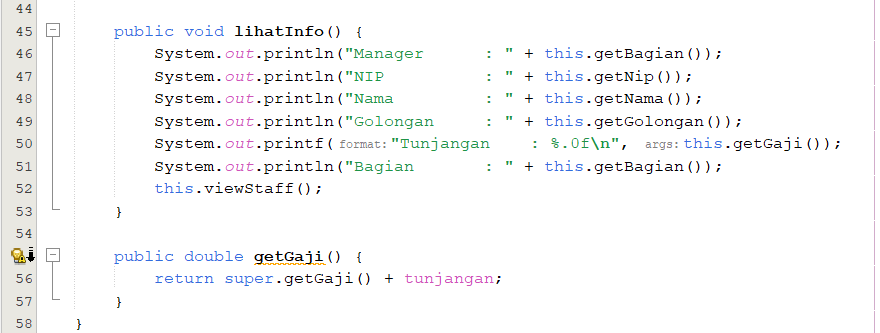 44
45 public void lihatInfo() {
46 System.out.println("Manager      : " + this.getBagian());
47 System.out.println("NIP          : " + this.getNip());
48 System.out.println("Nama         : " + this.getNama());
49 System.out.println("Golongan     : " + this.getGolongan());
50 System.out.printf(format:"Tunjangan    : %.0f\n", args:this.getGaji());
51 System.out.println("Bagian       : " + this.getBagian());
52 this.viewStaff();
53 }
54
public double getGaji() {
56 return super.getGaji() + tunjangan;
57 }
58 }